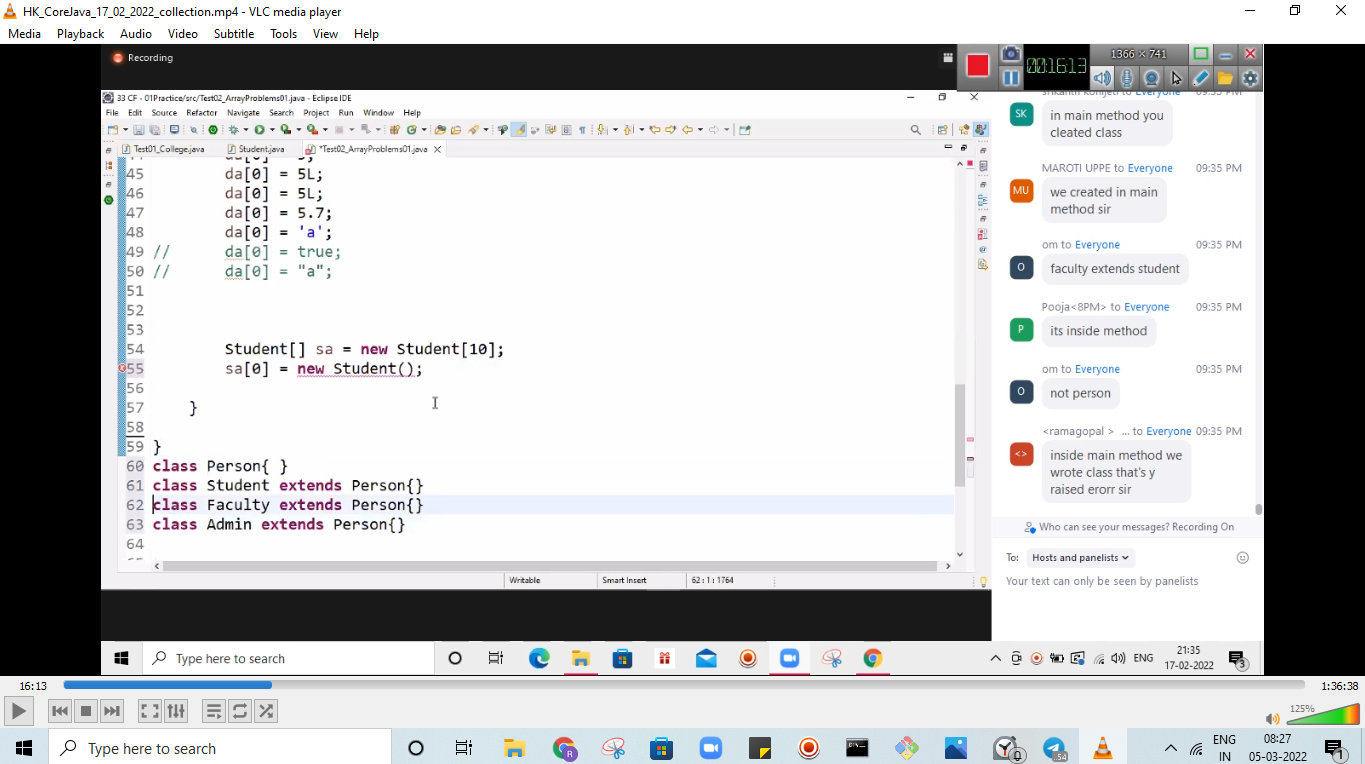 HK_CoreJava_17_02_2022_collection.mp4 - VLC media player
Media Playback Audio Video Subtitle Tools View Help
Recording
00:16:13
1366 × 741
33 CF - 01Practice/src/Test02_ArrayProblems01.java - Eclipse IDE
File Edit Source Refactor Navigate Search Project Run Window Help
Test01_College.java Student.java *Test02_ArrayProblems01.java
45 da[0] = 5L;
46 da[0] = 5L;
47 da[0] = 5.7;
48 da[0] = 'a';
49 // da[0] = true;
50 // da[0] = "a";
51
52
53
54 Student[] sa = new Student[10];
55 sa[0] = new Student();
56
57 }
58
59 }
60 class Person{ }
61 class Student extends Person{}
62 class Faculty extends Person{}
63 class Admin extends Person{}
64
Writable Smart Insert 62 : 1 : 1764
SK
in main method you
cleated class
MAROTI UPPE to Everyone 09:35 PM
MU
we created in main
method sir
om to Everyone 09:35 PM
O
faculty extends student
Pooja<8PM> to Everyone 09:35 PM
P
its inside method
om to Everyone 09:35 PM
O
not person
<ramagopal > ... to Everyone 09:35 PM
<>
inside main method we
wrote class that's y
raised erorr sir
Who can see your messages? Recording On
To: Hosts and panelists
Your text can only be seen by panelists
Type here to search
ENG
21:35
17-02-2022
3
16:13
1:36:38
125%
Type here to search
R
.54
ENG
IN
08:27
05-03-2022
1